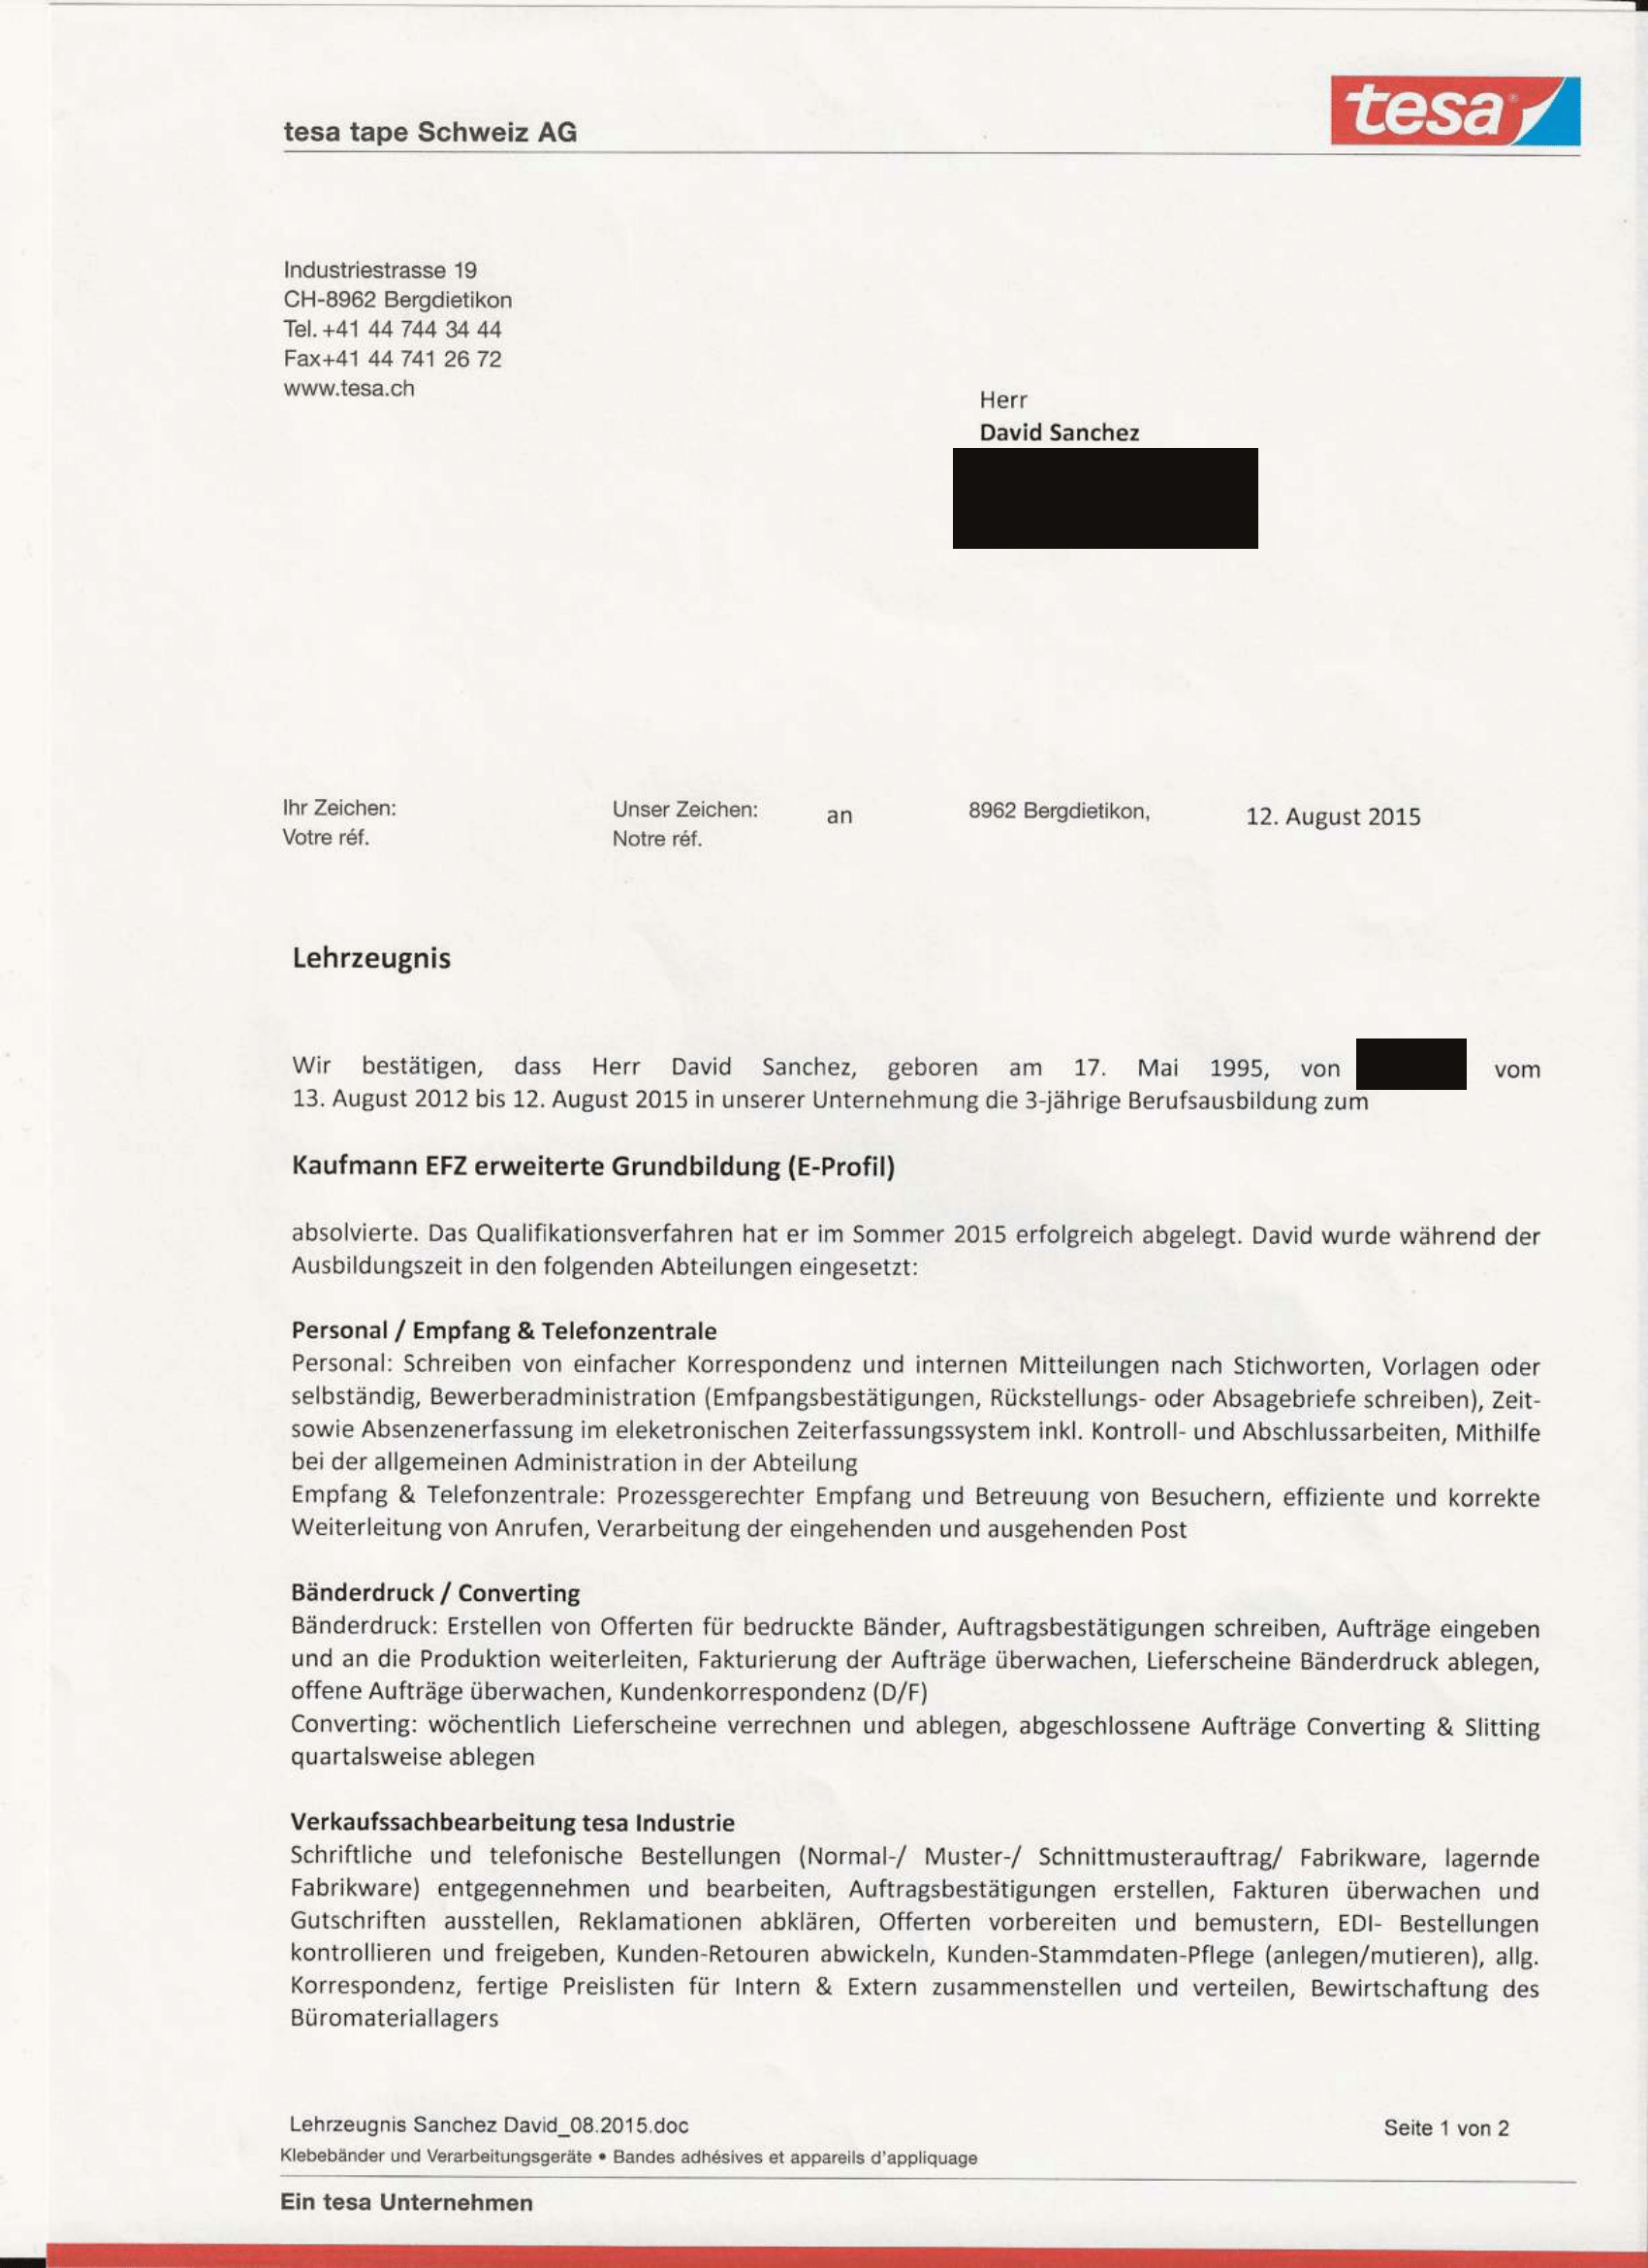 tesa tape Schweiz AG
tesa®
Industriestrasse 19
CH-8962 Bergdietikon
Tel. +41 44 744 34 44
Fax+41 44 741 26 72
www.tesa.ch
Herr
David Sanchez
Ihr Zeichen:
Votre réf.
Unser Zeichen:
Notre réf.
an
8962 Bergdietikon,
12. August 2015
Lehrzeugnis
Wir bestätigen, dass Herr David Sanchez, geboren am 17. Mai 1995, von vom
13. August 2012 bis 12. August 2015 in unserer Unternehmung die 3-jährige Berufsausbildung zum
Kaufmann EFZ erweiterte Grundbildung (E-Profil)
absolvierte. Das Qualifikationsverfahren hat er im Sommer 2015 erfolgreich abgelegt. David wurde während der
Ausbildungszeit in den folgenden Abteilungen eingesetzt:
Personal / Empfang & Telefonzentrale
Personal: Schreiben von einfacher Korrespondenz und internen Mitteilungen nach Stichworten, Vorlagen oder
selbständig, Bewerberadministration (Emfpangsbestätigungen, Rückstellungs- oder Absagebriefe schreiben), Zeit-
sowie Absenzenerfassung im eleketronischen Zeiterfassungssystem inkl. Kontroll- und Abschlussarbeiten, Mithilfe
bei der allgemeinen Administration in der Abteilung
Empfang & Telefonzentrale: Prozessgerechter Empfang und Betreuung von Besuchern, effiziente und korrekte
Weiterleitung von Anrufen, Verarbeitung der eingehenden und ausgehenden Post
Bänderdruck / Converting
Bänderdruck: Erstellen von Offerten für bedruckte Bänder, Auftragsbestätigungen schreiben, Aufträge eingeben
und an die Produktion weiterleiten, Fakturierung der Aufträge überwachen, Lieferscheine Bänderdruck ablegen,
offene Aufträge überwachen, Kundenkorrespondenz (D/F)
Converting: wöchentlich Lieferscheine verrechnen und ablegen, abgeschlossene Aufträge Converting & Slitting
quartalsweise ablegen
Verkaufssachbearbeitung tesa Industrie
Schriftliche und telefonische Bestellungen (Normal-/ Muster-/ Schnittmusterauftrag/ Fabrikware, lagernde
Fabrikware) entgegennehmen und bearbeiten, Auftragsbestätigungen erstellen, Fakturen überwachen und
Gutschriften ausstellen, Reklamationen abklären, Offerten vorbereiten und bemustern, EDI- Bestellungen
kontrollieren und freigeben, Kunden-Retouren abwickeln, Kunden-Stammdaten-Pflege (anlegen/mutieren), allg.
Korrespondenz, fertige Preislisten für Intern & Extern zusammenstellen und verteilen, Bewirtschaftung des
Büromateriallagers
Lehrzeugnis Sanchez David_08.2015.doc
Seite 1 von 2
Klebebänder und Verarbeitungsgeräte • Bandes adhésives et appareils d'appliquage
Ein tesa Unternehmen